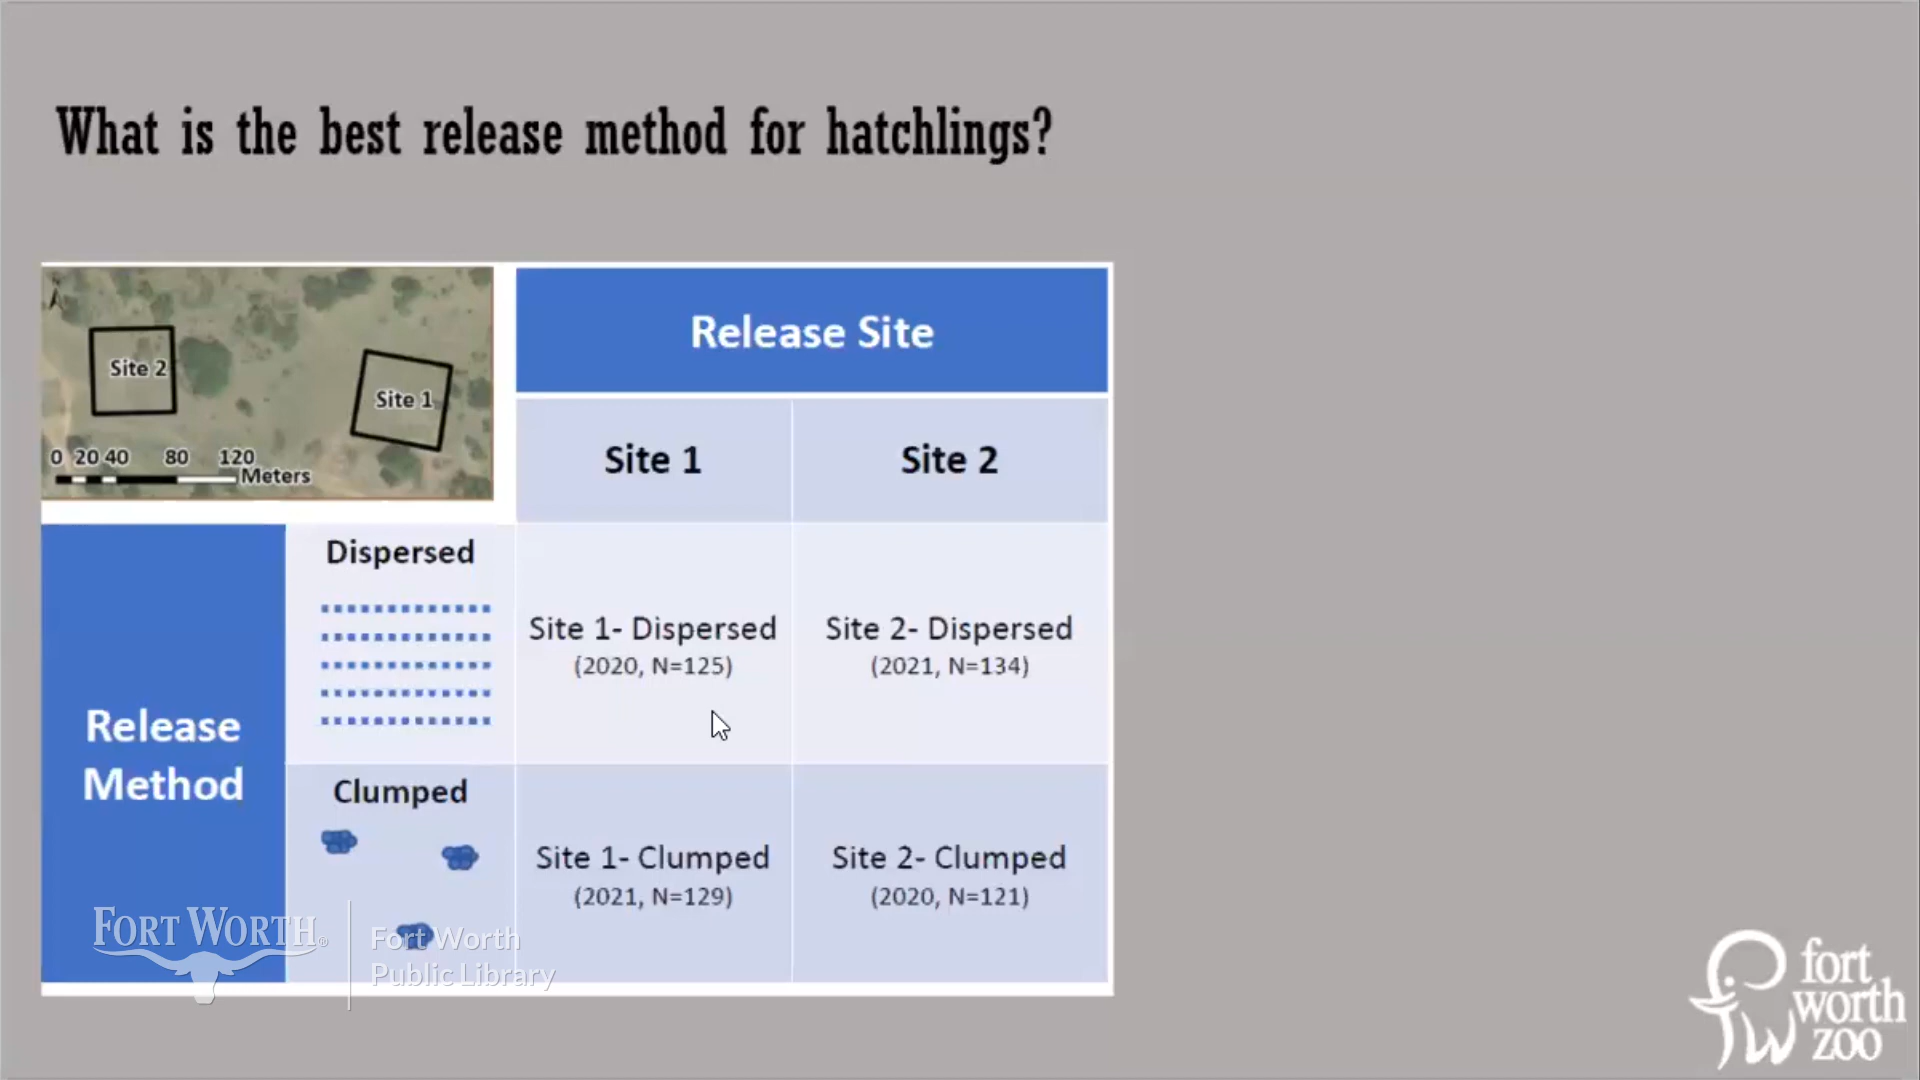 What is the best release method for hatchlings?
Site 2
Site 1
0 20 40 80 120
Meters
Release Site
Site 1
Site 2
Release
Method
Dispersed
Site 1- Dispersed
(2020, N=125)
Site 2- Dispersed
(2021, N=134)
Clumped
Site 1- Clumped
(2021, N=129)
Site 2- Clumped
(2020, N=121)
FORT WORTH®
Fort Worth
Public Library
fort
worth
zoo